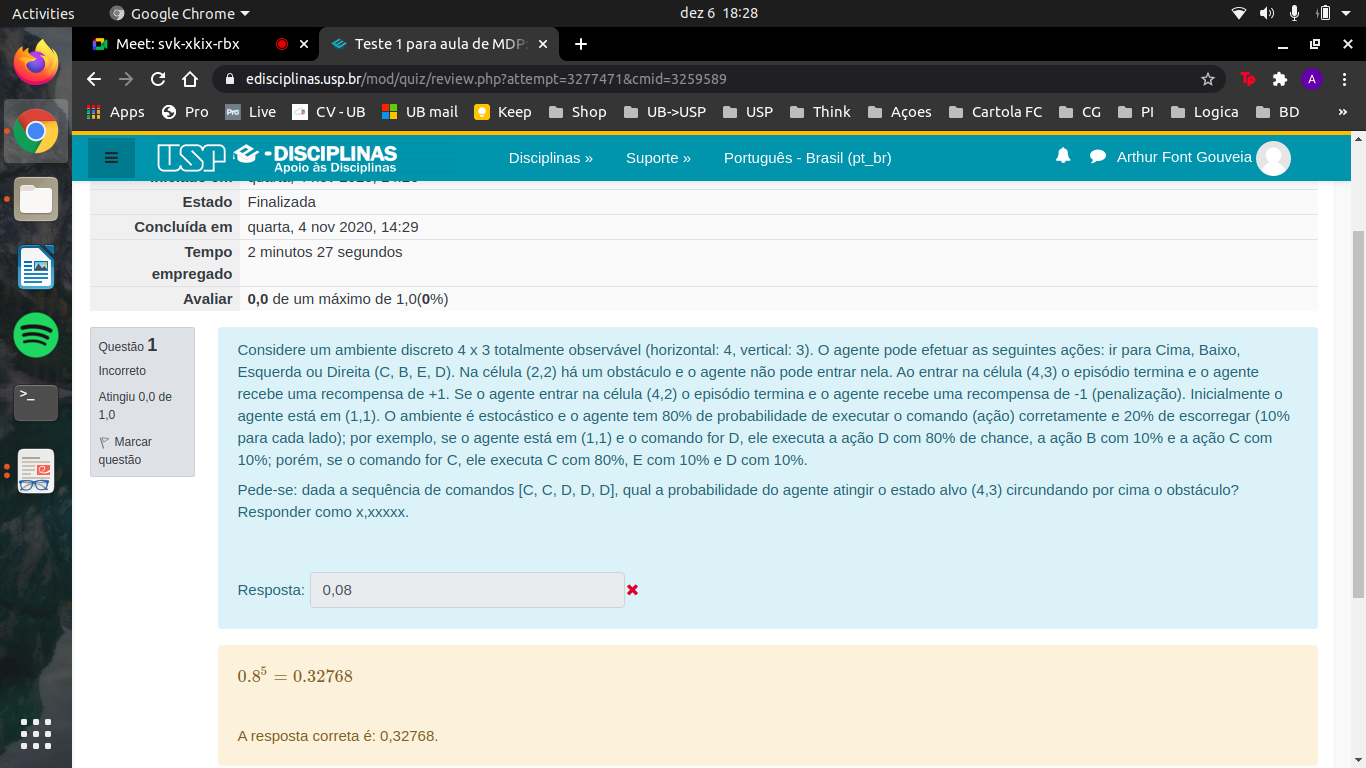 Activities
Google Chrome
dez 6 18:28
Meet: svk-xkix-rbx
Teste 1 para aula de MDP
edisciplinas.usp.br/mod/quiz/review.php?attempt=3277471&cmid=3259589
Apps
Pro
Live
CV - UB
UB mail
Keep
Shop
UB->USP
USP
Think
Açoes
Cartola FC
CG
PI
Logica
BD
»
USP e-DISCIPLINAS
Apoio às Disciplinas
Disciplinas »
Suporte »
Português - Brasil (pt_br)
Arthur Font Gouveia
Estado Finalizada
Concluída em quarta, 4 nov 2020, 14:29
Tempo empregado 2 minutos 27 segundos
Avaliar 0,0 de um máximo de 1,0(0%)
Questão 1
Incorreto
Atingiu 0,0 de
1,0
Marcar
questão
Considere um ambiente discreto 4 x 3 totalmente observável (horizontal: 4, vertical: 3). O agente pode efetuar as seguintes ações: ir para Cima, Baixo,
Esquerda ou Direita (C, B, E, D). Na célula (2,2) há um obstáculo e o agente não pode entrar nela. Ao entrar na célula (4,3) o episódio termina e o agente
recebe uma recompensa de +1. Se o agente entrar na célula (4,2) o episódio termina e o agente recebe uma recompensa de -1 (penalização). Inicialmente o
agente está em (1,1). O ambiente é estocástico e o agente tem 80% de probabilidade de executar o comando (ação) corretamente e 20% de escorregar (10%
para cada lado); por exemplo, se o agente está em (1,1) e o comando for D, ele executa a ação D com 80% de chance, a ação B com 10% e a ação C com
10%; porém, se o comando for C, ele executa C com 80%, E com 10% e D com 10%.
Pede-se: dada a sequência de comandos [C, C, D, D, D], qual a probabilidade do agente atingir o estado alvo (4,3) circundando por cima o obstáculo?
Responder como x,xxxxx.
Resposta: 0,08
0.8⁵ = 0.32768
A resposta correta é: 0,32768.